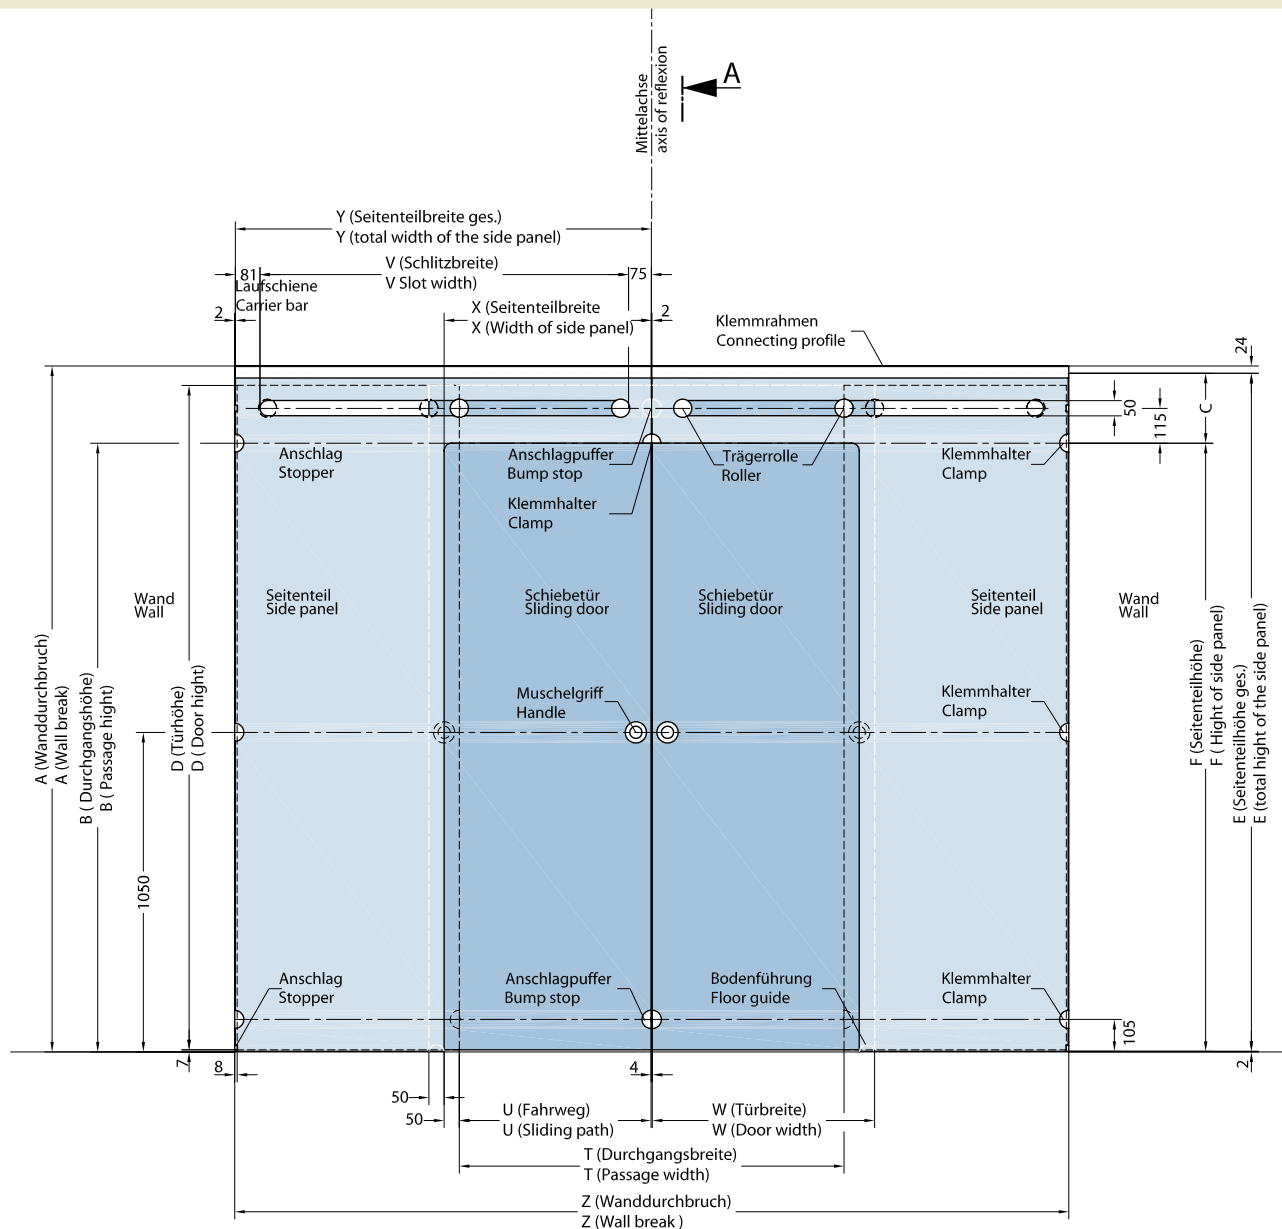 Mittelachse
axis of reflexion
A
Y (Seitenteilbreite ges.)
Y (total width of the side panel)
81
V (Schlitzbreite)
V Slot width)
75
Laufschiene
Carrier bar
2
X (Seitenteilbreite
X (Width of side panel)
2
Klemmrahmen
Connecting profile
24
50
115
C
Anschlag
Stopper
Anschlagpuffer
Bump stop
Trägerrolle
Roller
Klemmhalter
Clamp
Klemmhalter
Clamp
Wand
Wall
Seitenteil
Side panel
Schiebetür
Sliding door
Schiebetür
Sliding door
Seitenteil
Side panel
Wand
Wall
A (Wanddurchbruch)
A (Wall break)
B ( Durchgangshöhe)
B ( Passage hight)
1050
D (Türhöhe)
D ( Door hight)
Muschelgriff
Handle
Klemmhalter
Clamp
F (Seitenteilhöhe)
F ( Hight of side panel)
E (Seitenteilhöhe ges.)
E (total hight of the side panel)
Anschlag
Stopper
Anschlagpuffer
Bump stop
Bodenführung
Floor guide
Klemmhalter
Clamp
105
7
8
4
2
50
50
U (Fahrweg)
U (Sliding path)
W (Türbreite)
W (Door width)
T (Durchgangsbreite)
T (Passage width)
Z (Wanddurchbruch)
Z (Wall break )